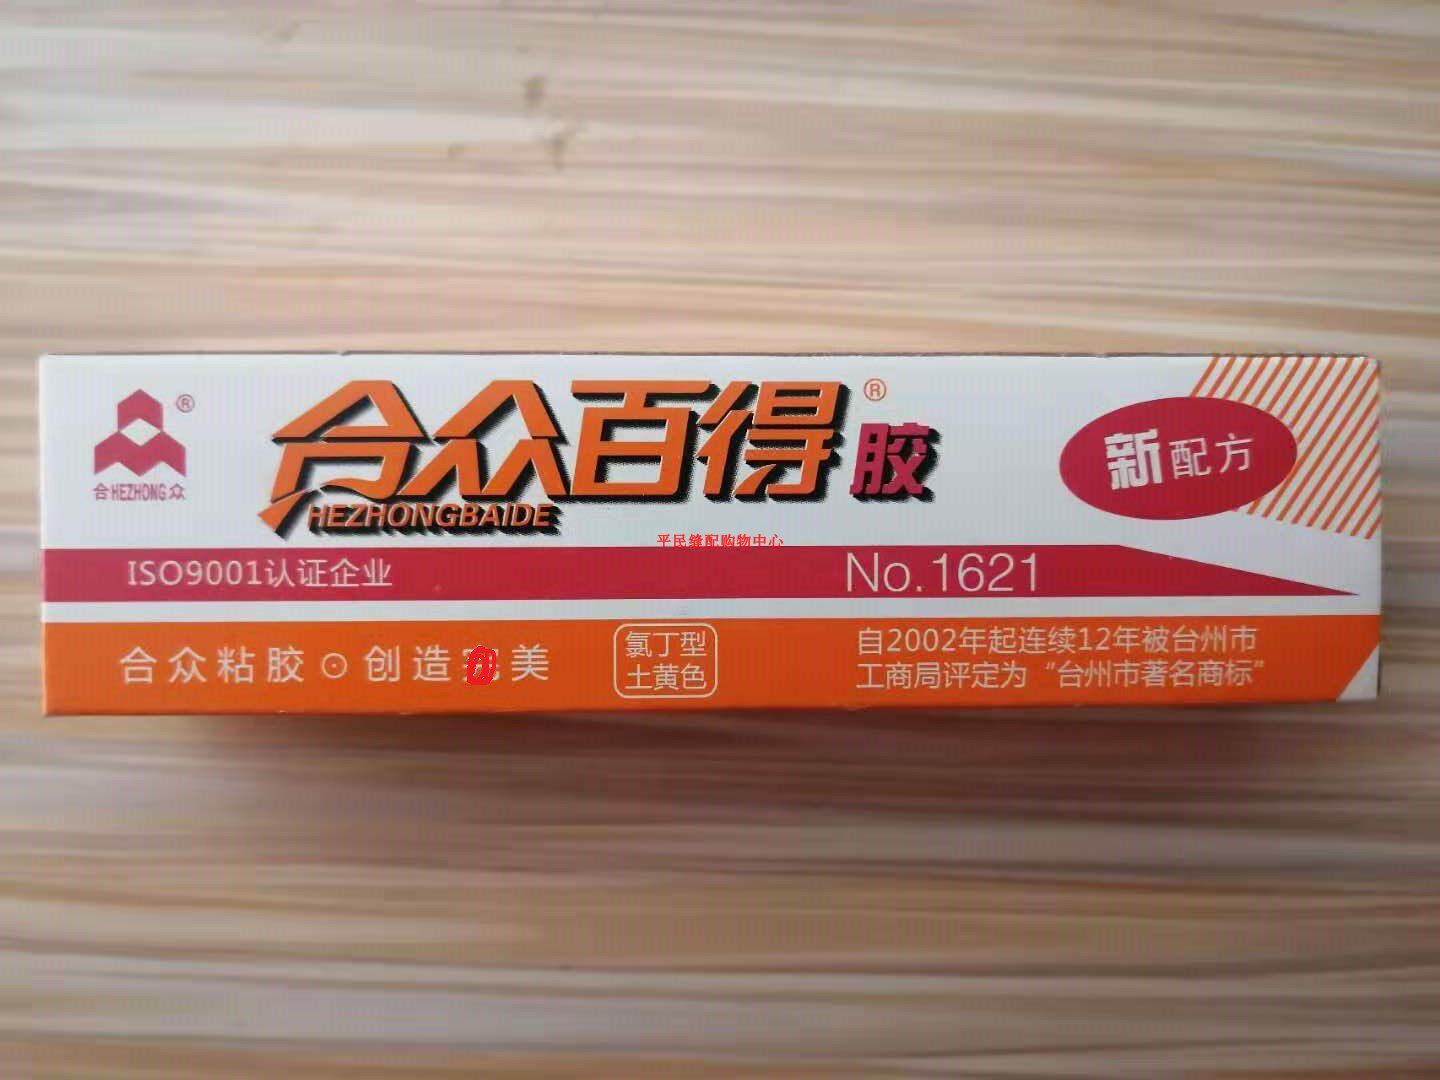 合HEZHONG众
®
合众百得®
胶
HEZHONGBAIDE
新配方
平民缝配购物中心
ISO9001认证企业
No.1621
合众粘胶⊙创造美
氯丁型
土黄色
自2002年起连续12年被台州市
工商局评定为“台州市著名商标”